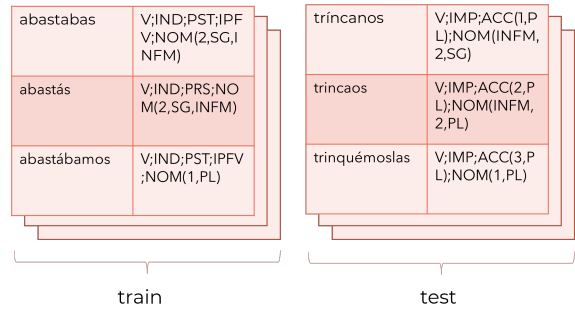 abastabas
V;IND;PST;IPF
V;NOM(2,SG,I
NFM)
abastás
V;IND;PRS;NO
M(2,SG,INFM)
abastábamos
V;IND;PST;IPFV
;NOM(1,PL)
train
tríncanos
V;IMP;ACC(1,P
L);NOM(INFM,
2,SG)
trincaos
V;IMP;ACC(2,P
L);NOM(INFM,
2,PL)
trinquémoslas
V;IMP;ACC(3,P
L);NOM(1,PL)
test